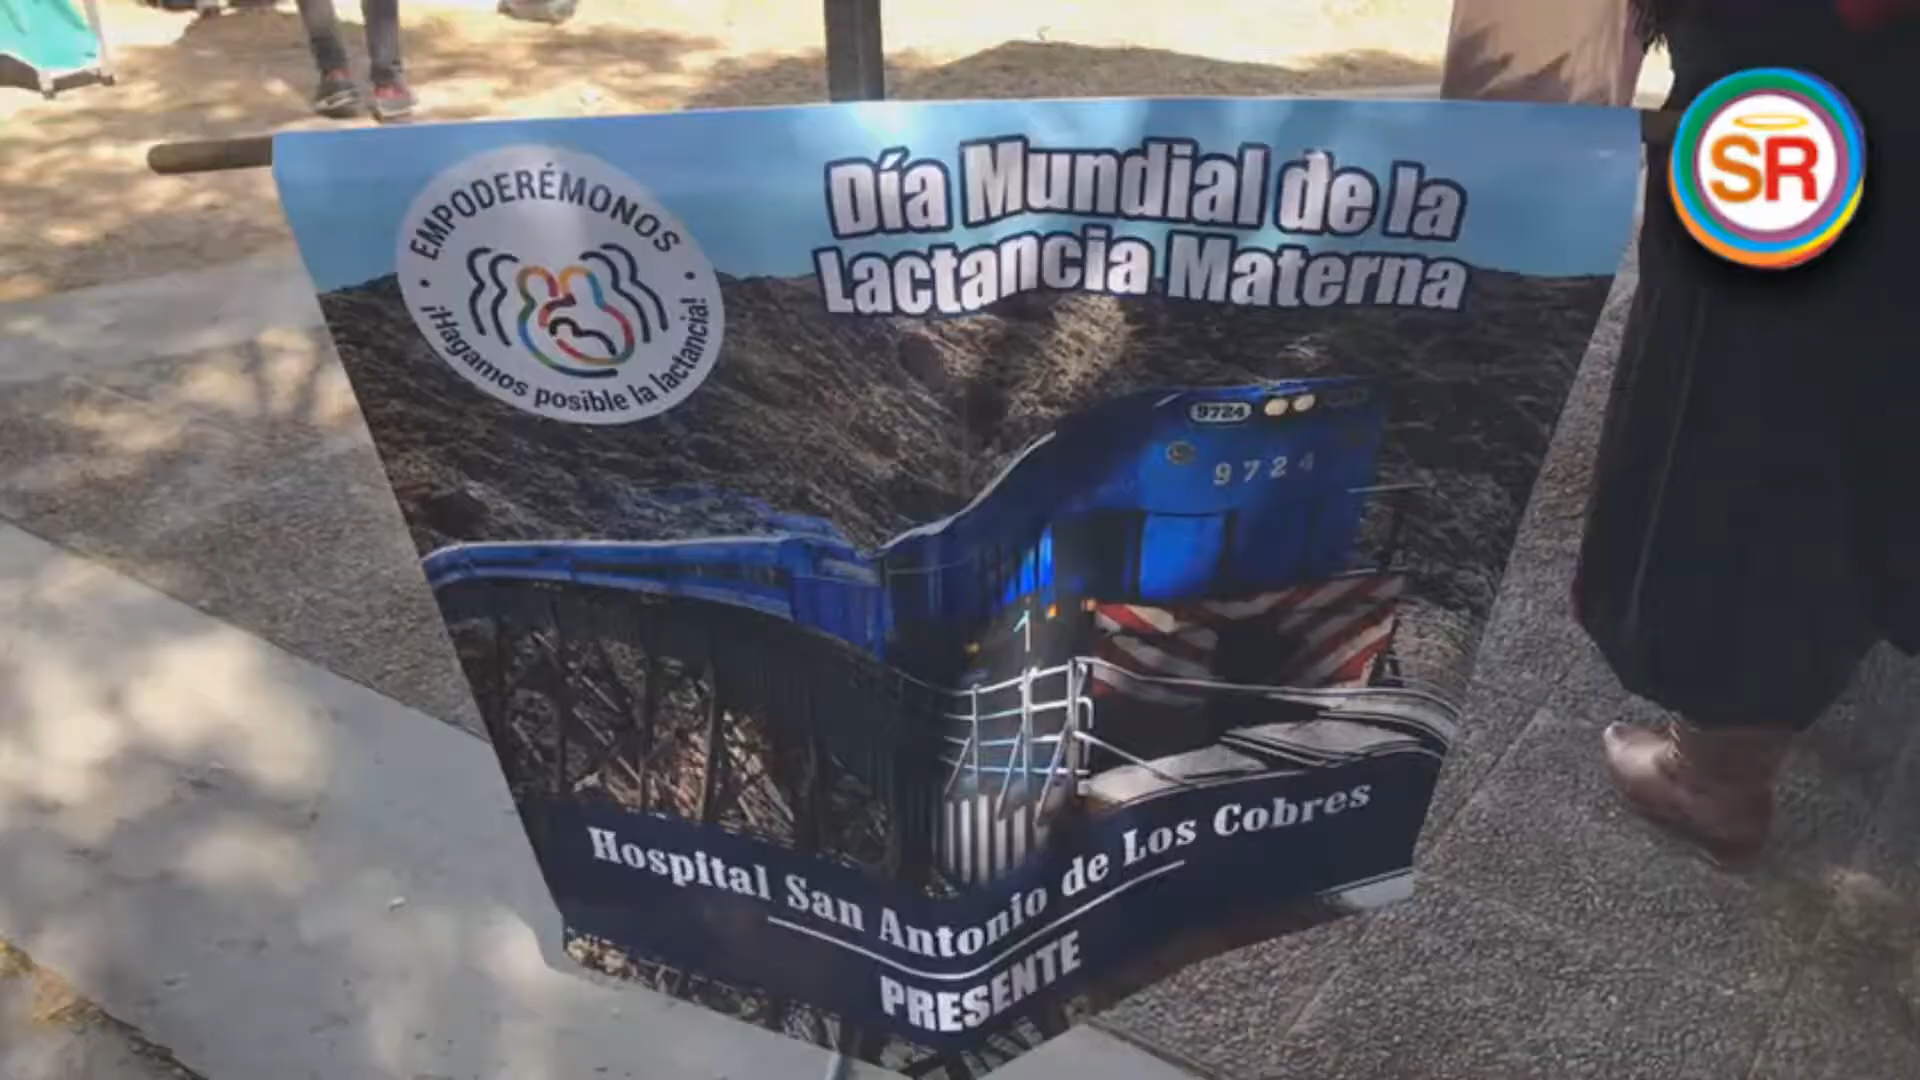 EMPODERÉMONOS
¡Hagamos posible la lactancia!
Día Mundial de la
Lactancia Materna
SR
9724
9724
Hospital San Antonio de Los Cobres
PRESENTE